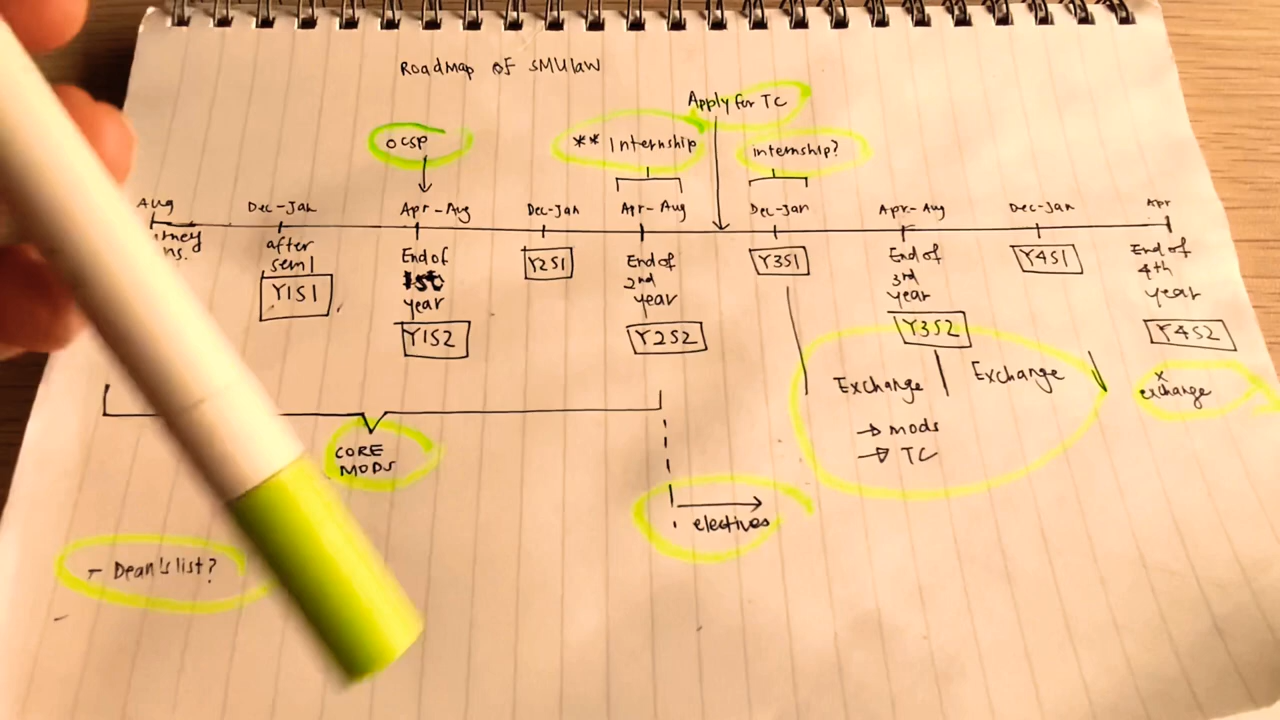 Roadmap of SMU law
Apply for TC
OCSP
** Internship
internship?
Aug
Dec-Jan
Apr-Aug
Dec-Jan
Apr-Aug
Dec-Jan
Apr-Aug
Dec-Jan
Apr
after
sem 1
Y1S1
End of
1st
year
Y1S2
Y2S1
End of
2nd
year
Y2S2
Y3S1
End of
3rd
year
Y3S2
Y4S1
End of
4th
year
Y4S2
Exchange
→ mods
→ TC
Exchange
x
exchange
CORE
MODS
electives
- Dean's list?